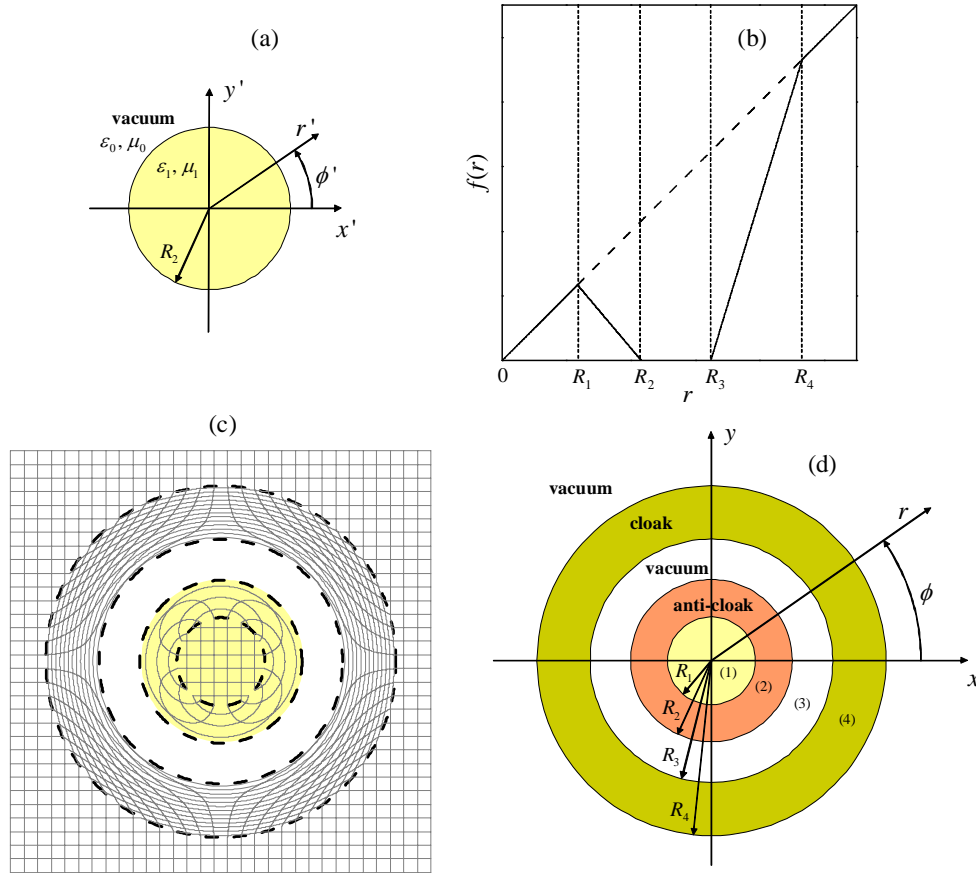 (a)
y'
vacuum
ε₀, μ₀
r'
ε₁, μ₁
ϕ'
x'
R₂
(b)
f(r)
0
R₁
R₂
R₃
R₄
r
(c)
(d)
y
vacuum
cloak
r
vacuum
anti-cloak
ϕ
x
R₁
(1)
(2)
(3)
(4)
R₂
R₃
R₄